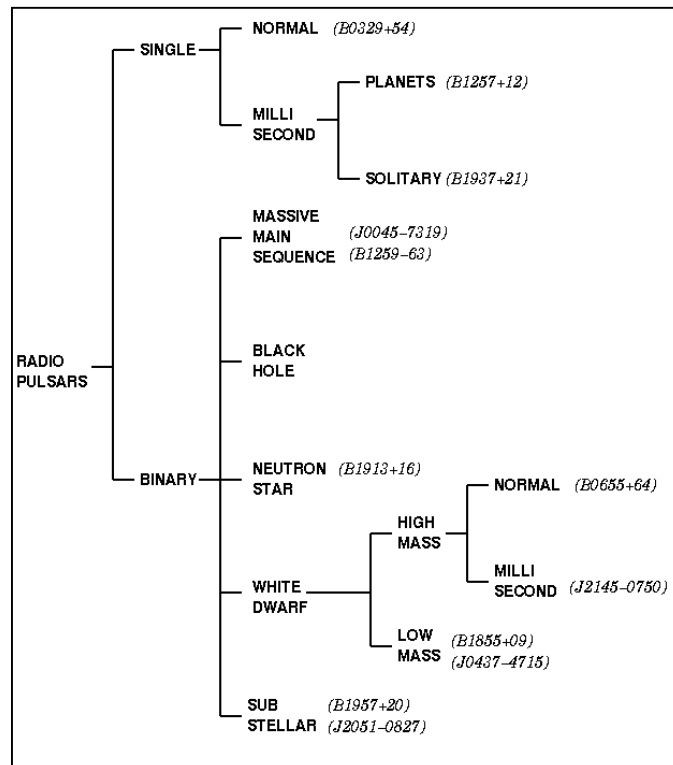 NORMAL (B0329+54)
SINGLE
PLANETS (B1257+12)
MILLI
SECOND
SOLITARY (B1937+21)
MASSIVE
MAIN (J0045–7319)
SEQUENCE (B1259–63)
BLACK
HOLE
RADIO
PULSARS
BINARY
NEUTRON (B1913+16)
STAR
NORMAL (B0655+64)
HIGH
MASS
MILLI
SECOND (J2145–0750)
WHITE
DWARF
LOW (B1855+09)
MASS (J0437–4715)
SUB (B1957+20)
STELLAR (J2051–0827)